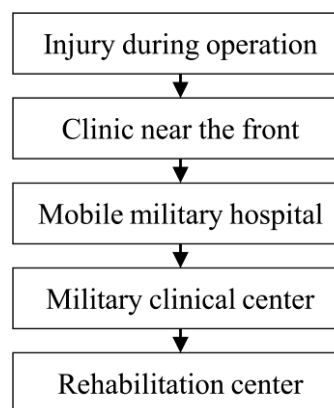 Injury during operation
Clinic near the front
Mobile military hospital
Military clinical center
Rehabilitation center